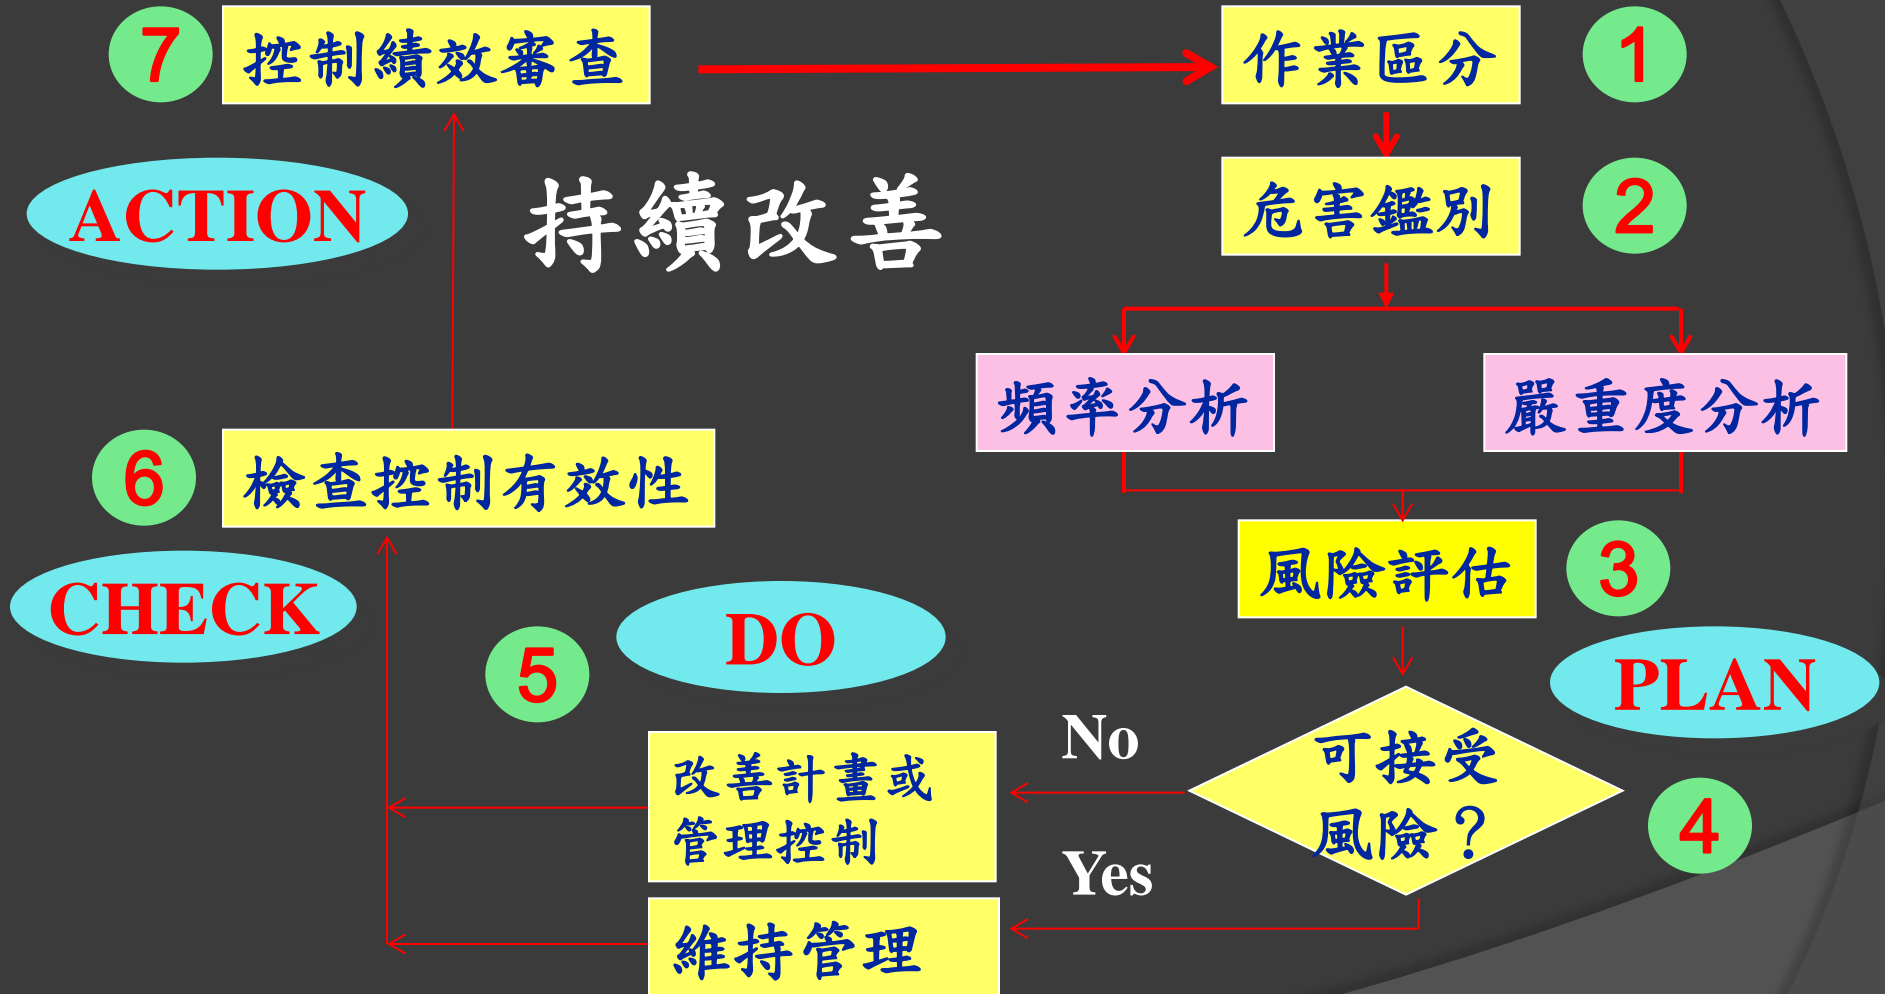 7
控制績效審查
作業區分
1
ACTION
持續改善
危害鑑別
2
頻率分析
嚴重度分析
6
檢查控制有效性
風險評估
3
CHECK
5
DO
PLAN
No
可接受
風險？
4
改善計畫或
管理控制
Yes
維持管理